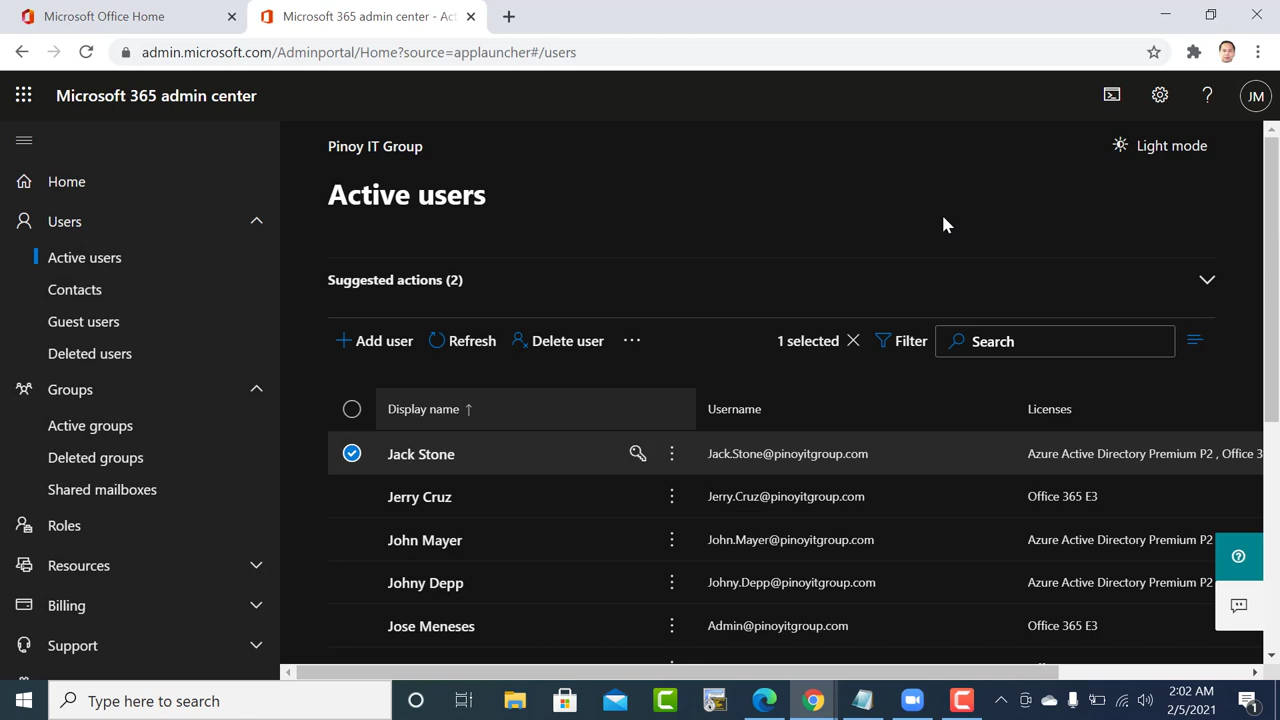 Microsoft Office Home
Microsoft 365 admin center - Act
admin.microsoft.com/Adminportal/Home?source=applauncher#/users
Microsoft 365 admin center
JM
Home
Users
Active users
Contacts
Guest users
Deleted users
Groups
Active groups
Deleted groups
Shared mailboxes
Roles
Resources
Billing
Support
Pinoy IT Group
Light mode
Active users
Suggested actions (2)
Add user
Refresh
Delete user
1 selected
Filter
Search
Display name ↑
Username
Licenses
Jack Stone
Jack.Stone@pinoyitgroup.com
Azure Active Directory Premium P2 , Office 3
Jerry Cruz
Jerry.Cruz@pinoyitgroup.com
Office 365 E3
John Mayer
John.Mayer@pinoyitgroup.com
Azure Active Directory Premium P2
Johny Depp
Johny.Depp@pinoyitgroup.com
Azure Active Directory Premium P2
Jose Meneses
Admin@pinoyitgroup.com
Office 365 E3
Type here to search
2:02 AM
2/5/2021
1